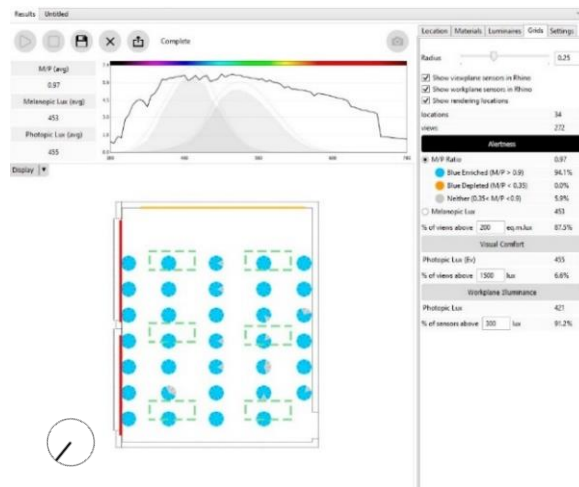 Results Untitled
Complete
M/P (avg)
0.97
Melanopic Lux (avg)
453
Photopic Lux (avg)
455
Display
Location Materials Luminaires Grids Settings
Radius 0.25
Show viewplane sensors in Rhino
Show workplane sensors in Rhino
Show rendering locations
locations 34
views 272
Alertness
M/P Ratio 0.97
Blue Enriched (M/P > 0.9) 94.1%
Blue Depleted (M/P < 0.35) 0.0%
Neither (0.35< M/P <0.9) 5.9%
Melanopic Lux 453
% of views above 200 eq.m.lux 87.5%
Visual Comfort
Photopic Lux (Ev) 455
% of views above 1500 lux 6.6%
Workplane Illuminance
Photopic Lux 421
% of sensors above 300 lux 91.2%